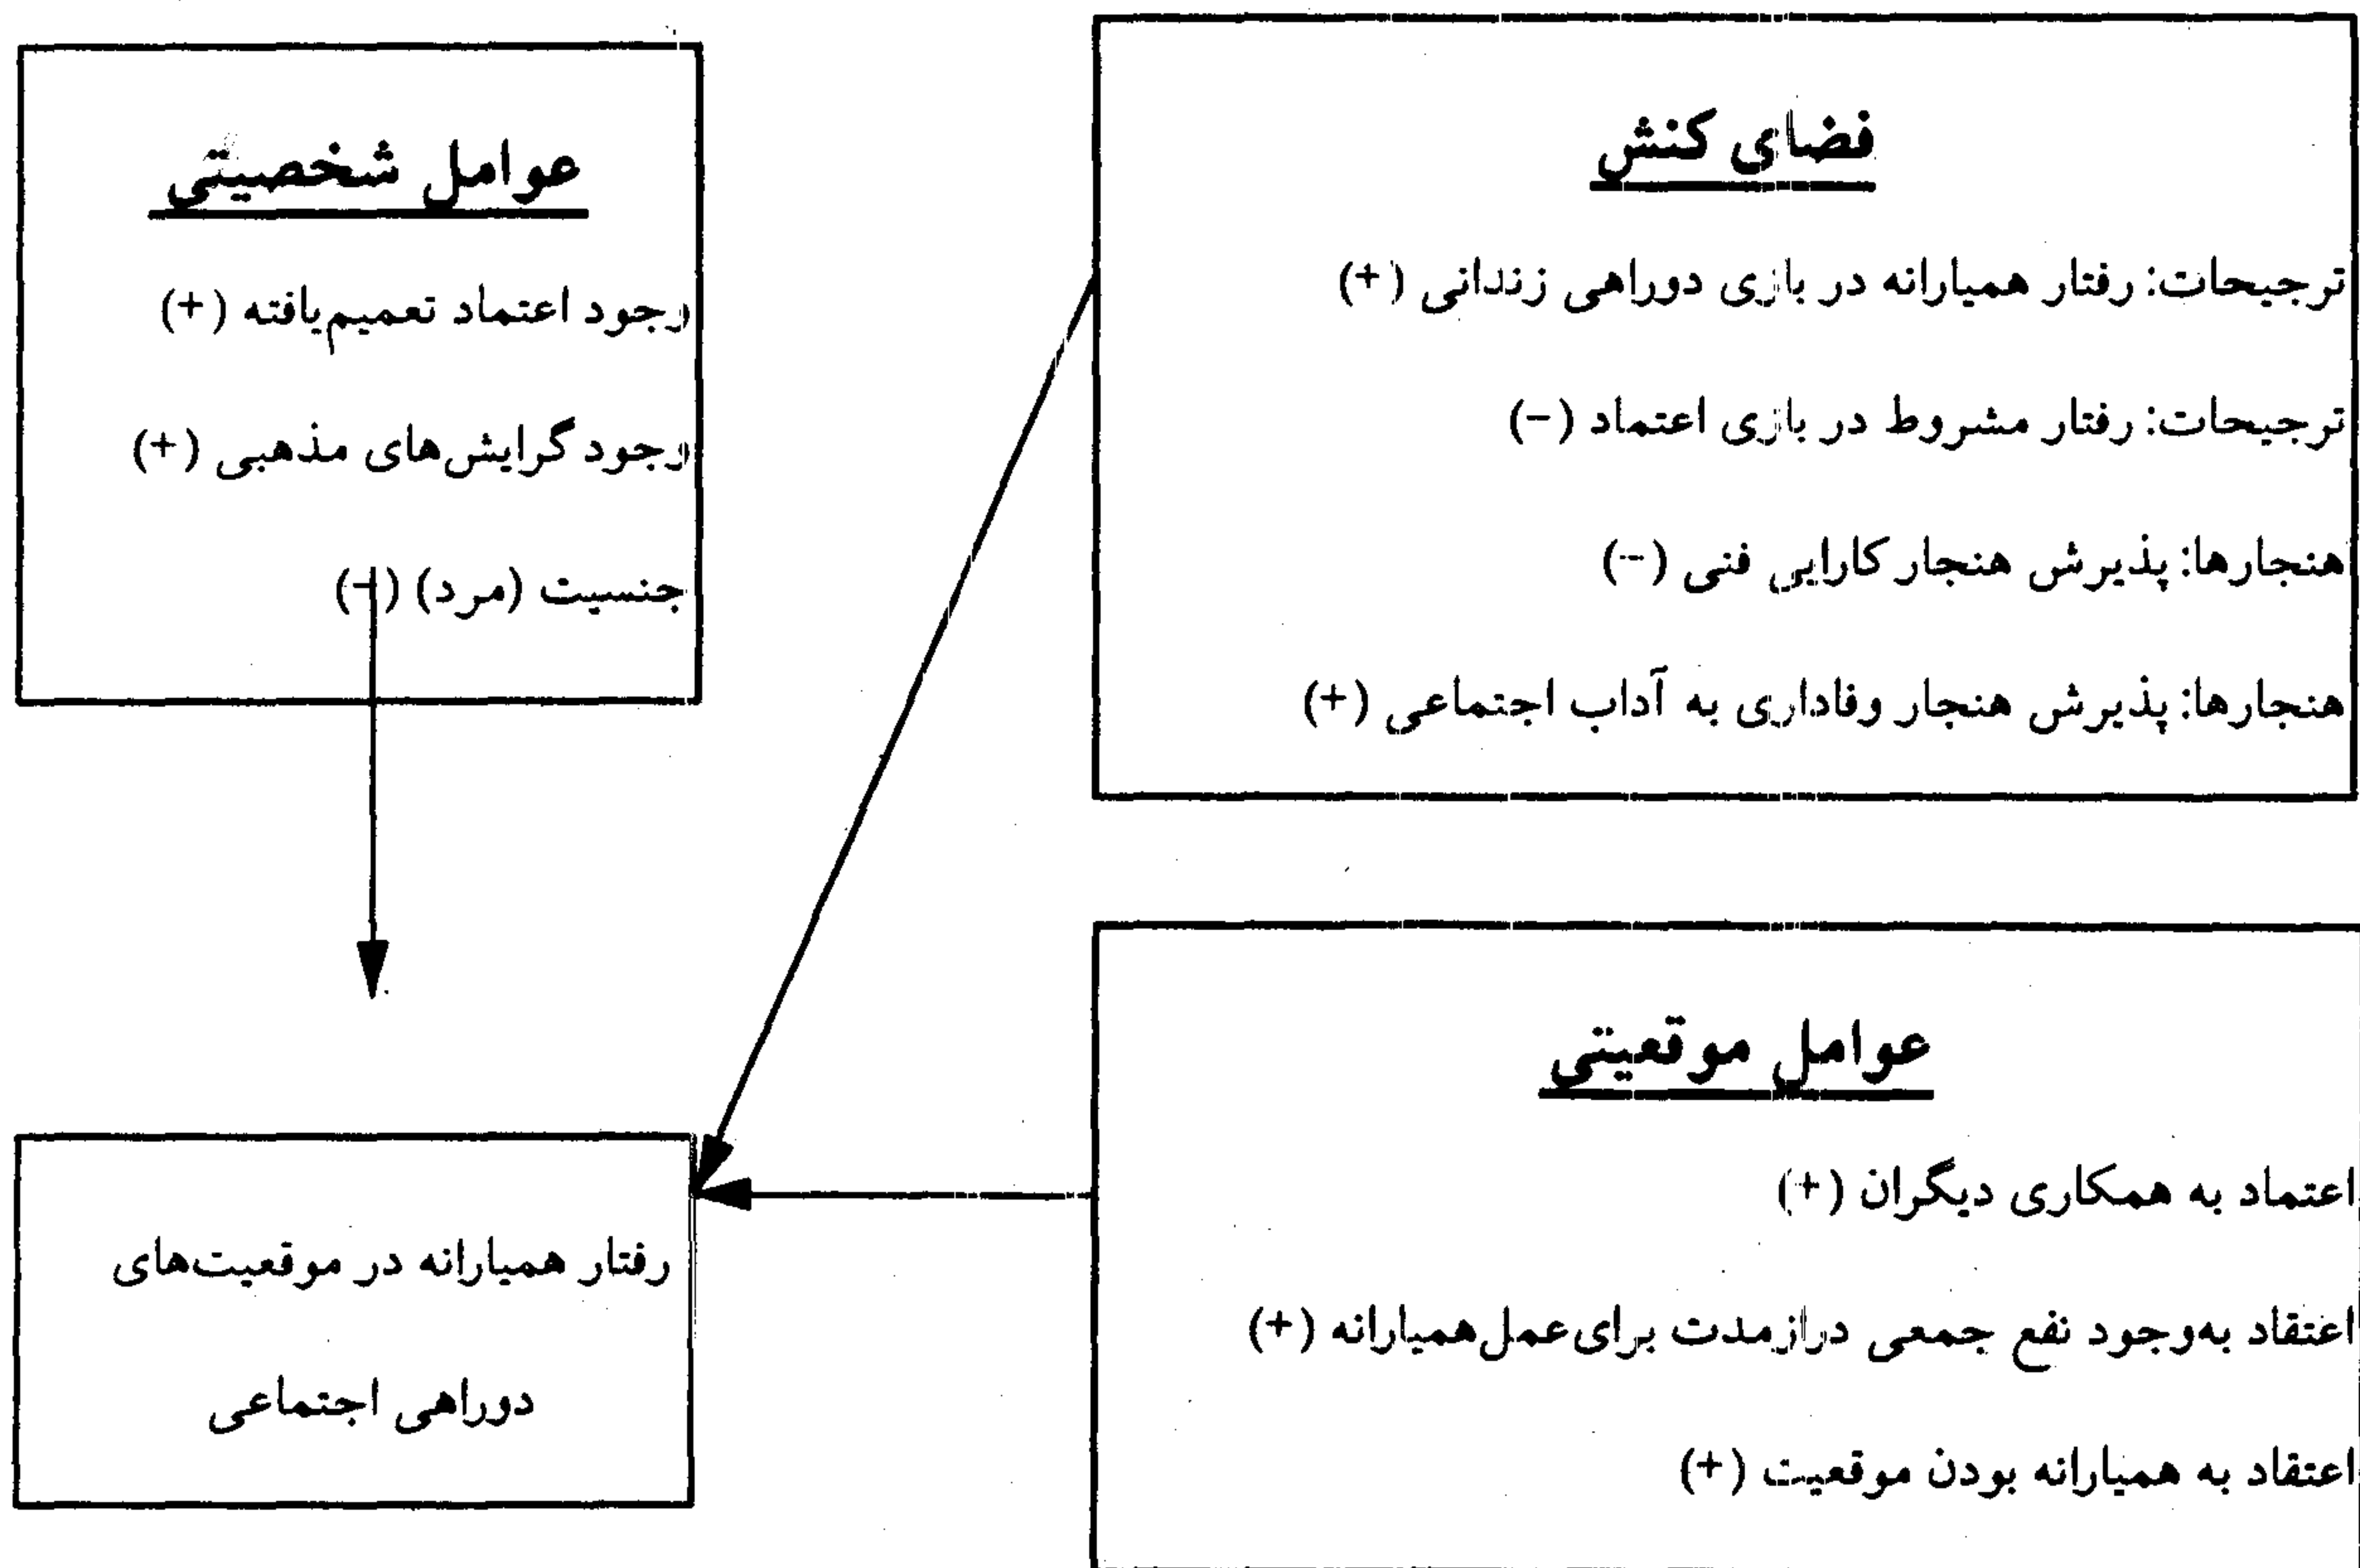 فضای کنش
ترجیحات: رفتار همیارانه در بازی دوراهی زندانی (+)
ترجیحات: رفتار مشروط در بازی اعتماد (-)
هنجارها: پذیرش هنجار کارایی فنی (-)
هنجارها: پذیرش هنجار وفاداری به آداب اجتماعی (+)
عوامل شخصیتی
وجود اعتماد تعمیم‌یافته (+)
وجود گرایش‌های مذهبی (+)
جنسیت (مرد) (-)
عوامل موقعیتی
اعتماد به همکاری دیگران (+)
اعتقاد به‌وجود نفع جمعی درازمدت برای‌عمل‌همیارانه (+)
اعتقاد به همیارانه بودن موقعیت (+)
رفتار همیارانه در موقعیت‌های
دوراهی اجتماعی